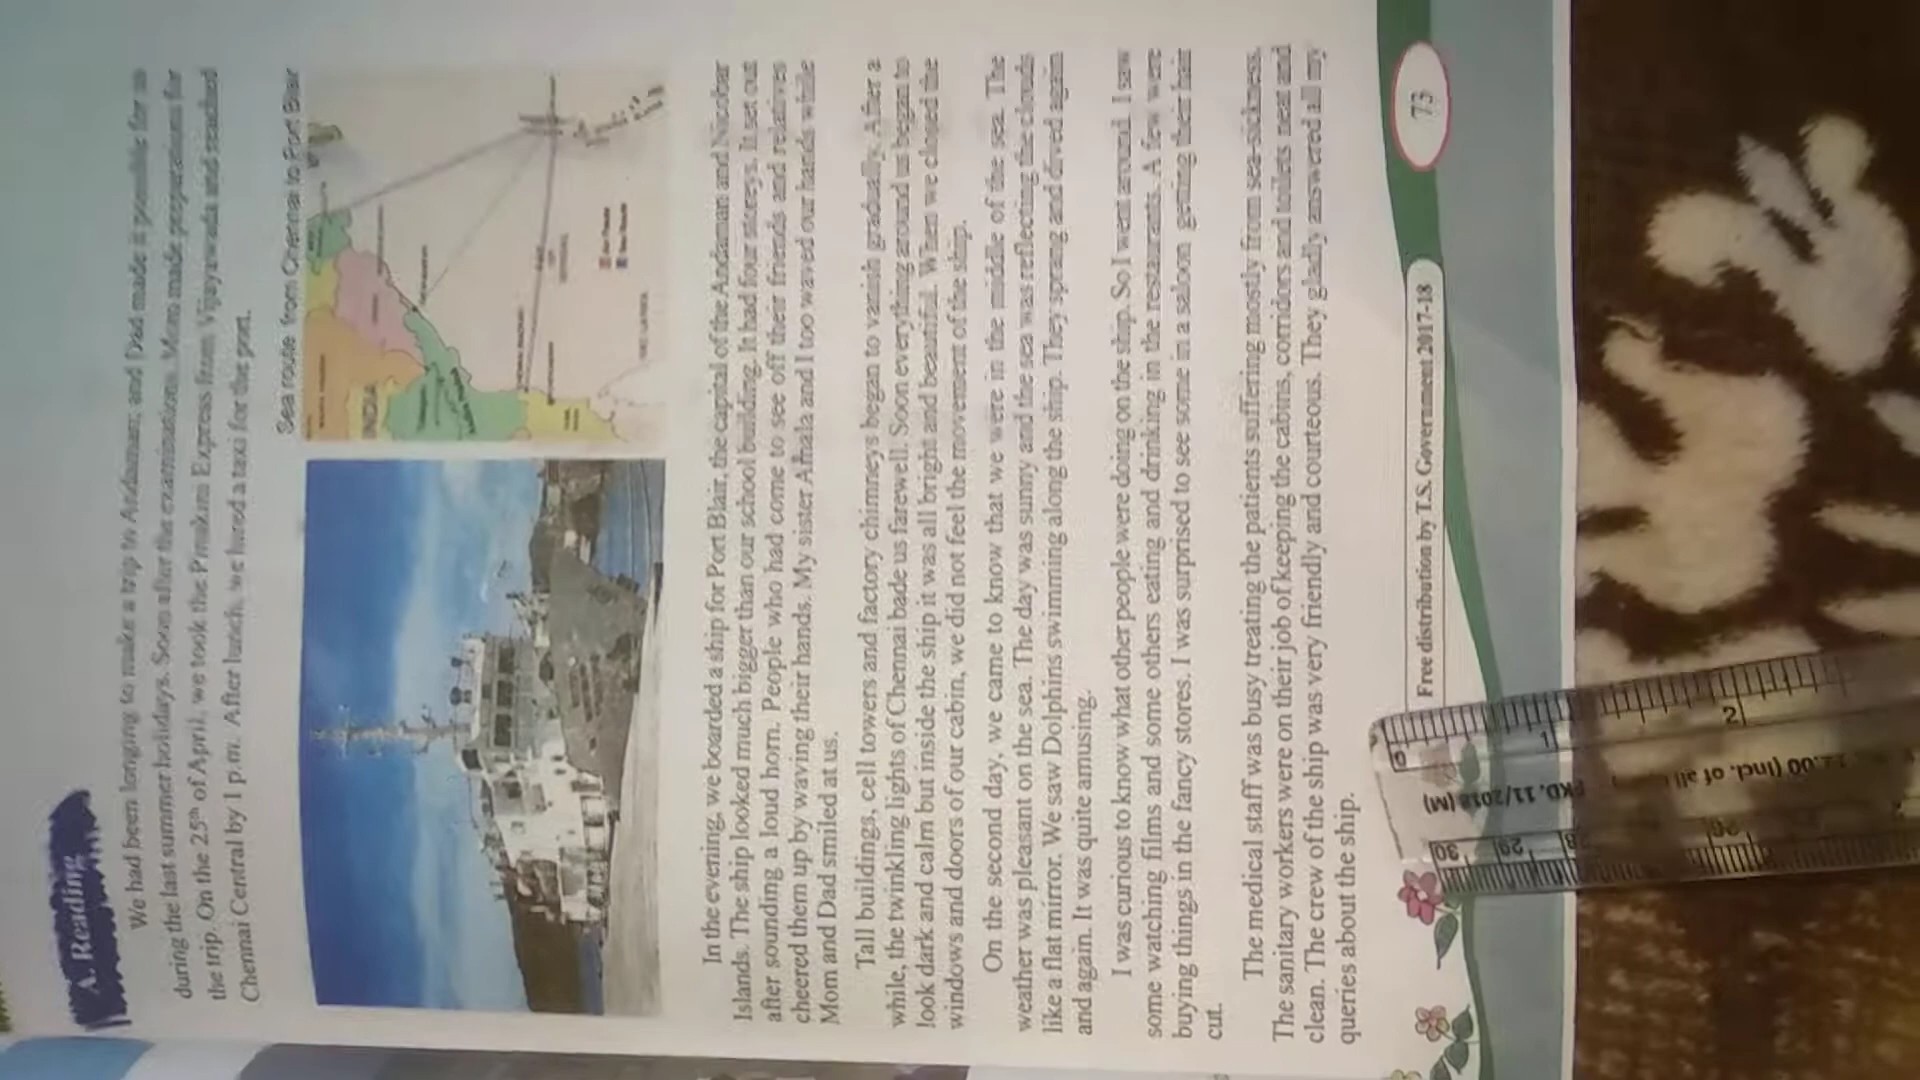 A. Reading
We had been longing to make a trip to Andaman; and Dad made it possible for us
during the last summer holidays. Soon after the examinations, Mom made preparations for
the trip. On the 25th of April, we took the Pinakini Express from Vijayawada and reached
Chennai Central by 1 p.m. After lunch, we hired a taxi for the port.
Sea route from Chennai to Port Blair
INDIA
In the evening, we boarded a ship for Port Blair, the capital of the Andaman and Nicobar
Islands. The ship looked much bigger than our school building. It had four storeys. It set out
after sounding a loud horn. People who had come to see off their friends and relatives
cheered them up by waving their hands. My sister Amala and I too waved our hands while
Mom and Dad smiled at us.
Tall buildings, cell towers and factory chimneys began to vanish gradually. After a
while, the twinkling lights of Chennai bade us farewell. Soon everything around us began to
look dark and calm but inside the ship it was all bright and beautiful. When we closed the
windows and doors of our cabin, we did not feel the movement of the ship.
On the second day, we came to know that we were in the middle of the sea. The
weather was pleasant on the sea. The day was sunny and the sea was reflecting the clouds
like a flat mirror. We saw Dolphins swimming along the ship. They sprang and dived again
and again. It was quite amusing.
I was curious to know what other people were doing on the ship. So I went around. I saw
some watching films and some others eating and drinking in the restaurants. A few were
buying things in the fancy stores. I was surprised to see some in a saloon getting their hair
cut.
The medical staff was busy treating the patients suffering mostly from sea-sickness.
The sanitary workers were on their job of keeping the cabins, corridors and toilets neat and
clean. The crew of the ship was very friendly and courteous. They gladly answered all my
queries about the ship.
Free distribution by T.S. Government 2017-18
73
0 1 2
PKD. 11/2018 (M)
(Incl. of all
30 29 28 26